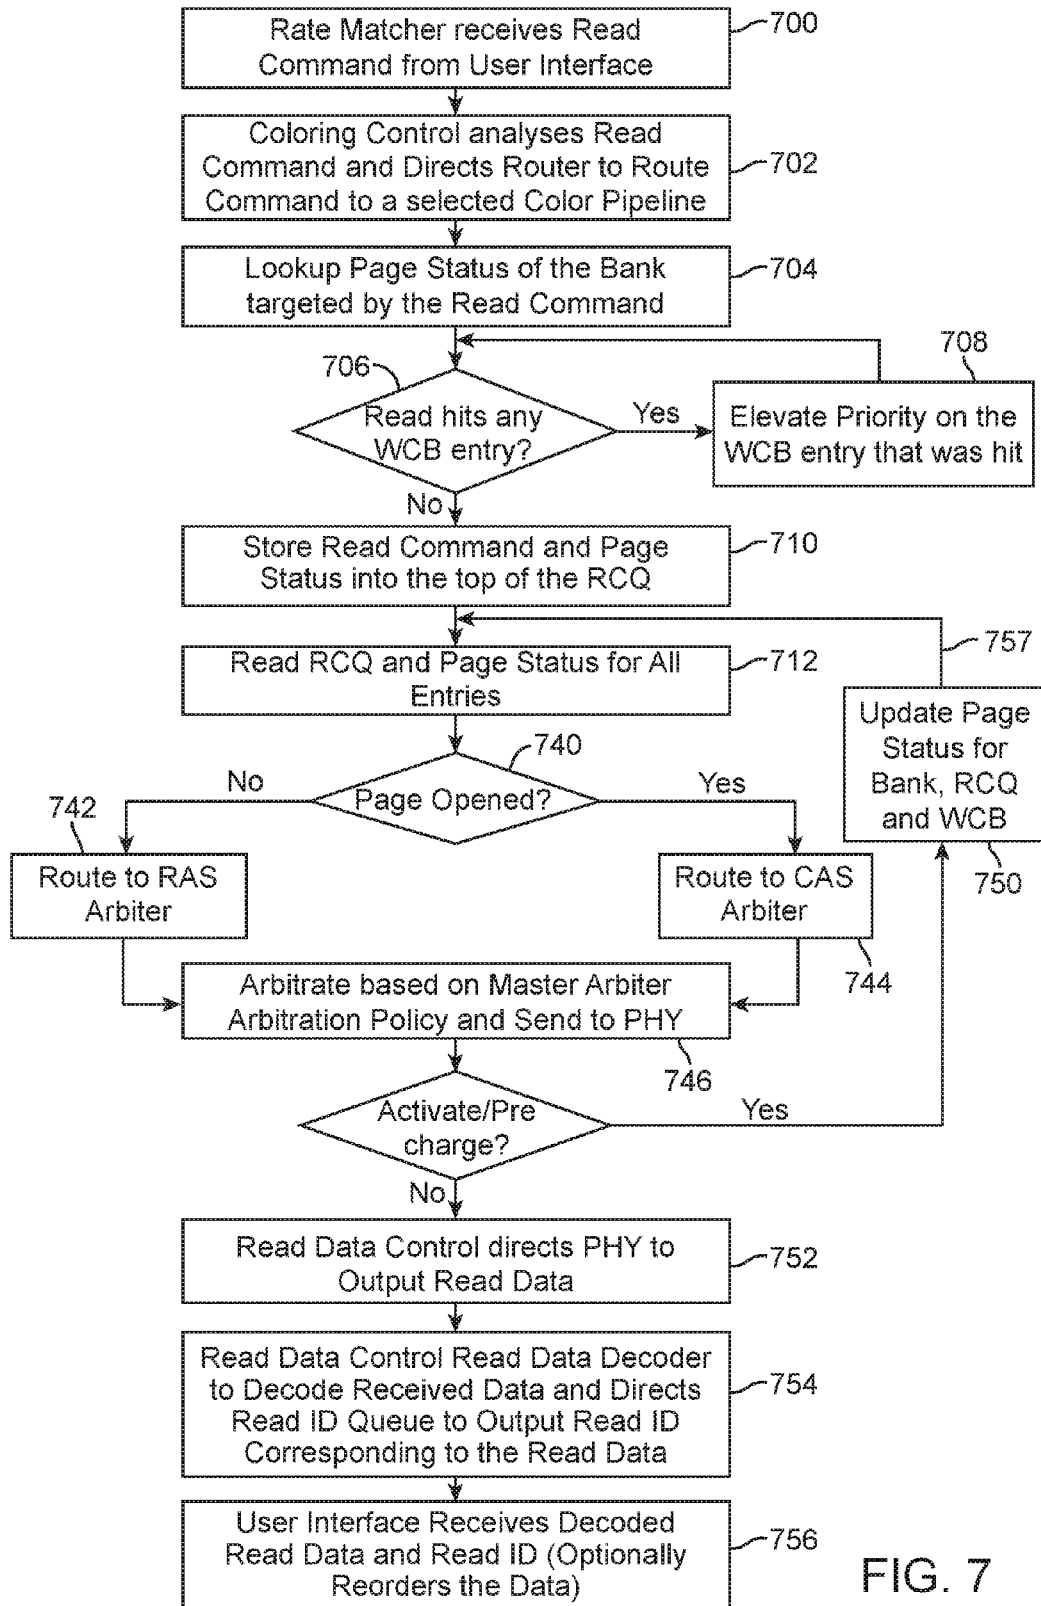 Rate Matcher receives Read
Command from User Interface
700
Coloring Control analyses Read
Command and Directs Router to Route
Command to a selected Color Pipeline
702
Lookup Page Status of the Bank
targeted by the Read Command
704
706
Read hits any
WCB entry?
Yes
708
Elevate Priority on the
WCB entry that was hit
No
Store Read Command and Page
Status into the top of the RCQ
710
Read RCQ and Page Status for All
Entries
712
757
Update Page
Status for
Bank, RCQ
and WCB
750
740
Page Opened?
No
Yes
742
Route to RAS
Arbiter
Route to CAS
Arbiter
744
Arbitrate based on Master Arbiter
Arbitration Policy and Send to PHY
746
Activate/Pre
charge?
Yes
No
Read Data Control directs PHY to
Output Read Data
752
Read Data Control Read Data Decoder
to Decode Received Data and Directs
Read ID Queue to Output Read ID
Corresponding to the Read Data
754
User Interface Receives Decoded
Read Data and Read ID (Optionally
Reorders the Data)
756
FIG. 7